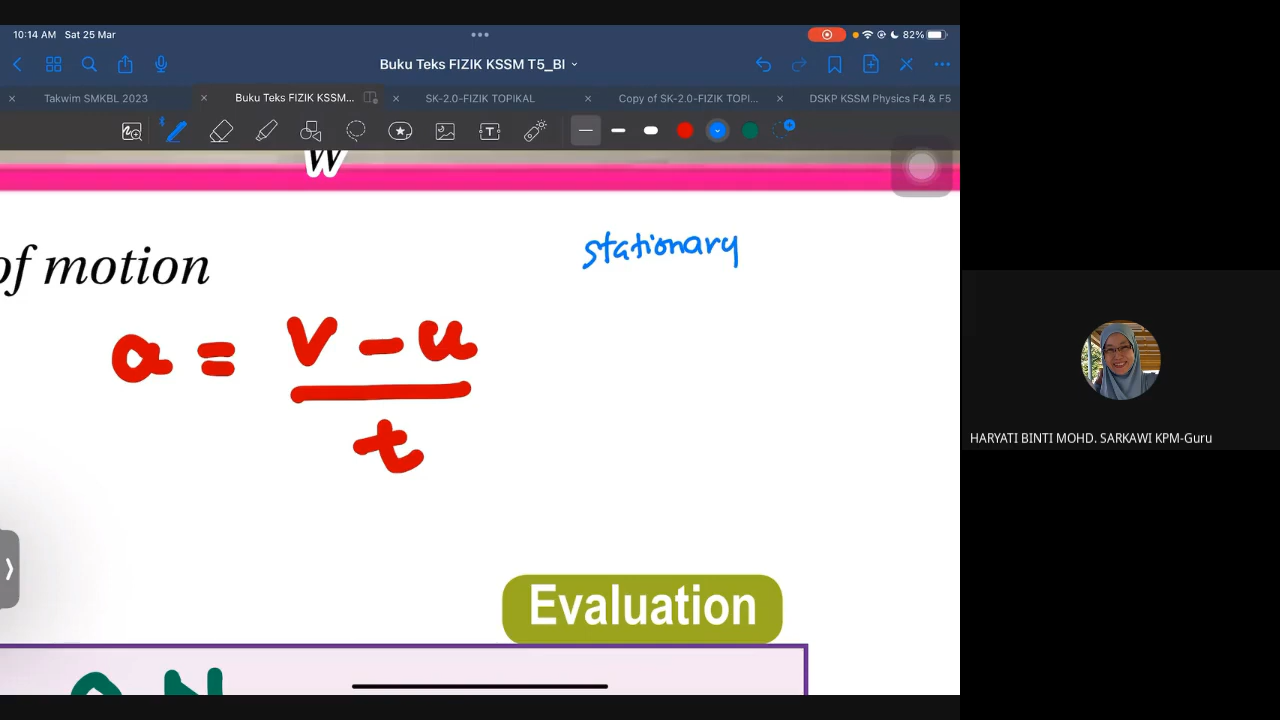 10:14 AM Sat 25 Mar
82%
Buku Teks FIZIK KSSM T5_BI
Takwim SMKBL 2023
Buku Teks FIZIK KSSM...
SK-2.0-FIZIK TOPIKAL
Copy of SK-2.0-FIZIK TOPI...
DSKP KSSM Physics F4 & F5
W
of motion
stationary
a = v - u
t
HARYATI BINTI MOHD. SARKAWI KPM-Guru
Evaluation